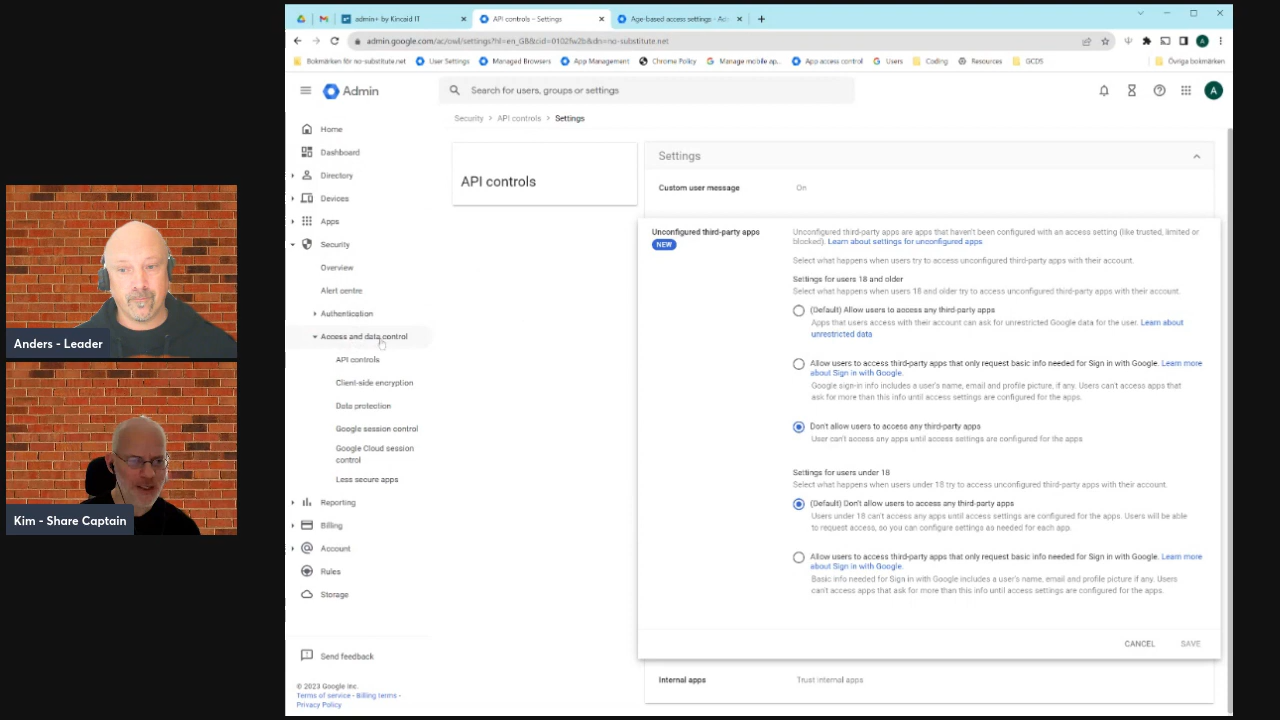 Anders - Leader
Kim - Share Captain
admin+ by Kincaid IT
API controls - Settings
Age-based access settings - Ad
admin.google.com/ac/owl/settings?hl=en_GB&cid=0102fw2b&dn=no-substitute.net
Bokmärken för no-substitute.net
User Settings
Managed Browsers
App Management
Chrome Policy
Manage mobile ap...
App access control
Users
Coding
Resources
GCDS
Övriga bokmärken
Admin
Search for users, groups or settings
A
Security > API controls > Settings
Home
Dashboard
Directory
Devices
Apps
Security
Overview
Alert centre
Authentication
Access and data control
API controls
Client-side encryption
Data protection
Google session control
Google Cloud session
control
Less secure apps
Reporting
Billing
Account
Rules
Storage
Send feedback
© 2023 Google Inc.
Terms of service - Billing terms -
Privacy Policy
API controls
Settings
Custom user message
On
Unconfigured third-party apps
NEW
Unconfigured third-party apps are apps that haven't been configured with an access setting (like trusted, limited or
blocked). Learn about settings for unconfigured apps
Select what happens when users try to access unconfigured third-party apps with their account.
Settings for users 18 and older
Select what happens when users 18 and older try to access unconfigured third-party apps with their account.
(Default) Allow users to access any third-party apps
Apps that users access with their account can ask for unrestricted Google data for the user. Learn about
unrestricted data
Allow users to access third-party apps that only request basic info needed for Sign in with Google. Learn more
about Sign in with Google.
Google sign-in info includes a user's name, email and profile picture, if any. Users can't access apps that
ask for more than this info until access settings are configured for the apps.
Don't allow users to access any third-party apps
User can't access any apps until access settings are configured for the apps
Settings for users under 18
Select what happens when users under 18 try to access unconfigured third-party apps with their account.
(Default) Don't allow users to access any third-party apps
Users under 18 can't access any apps until access settings are configured for the apps. Users will be able
to request access, so you can configure settings as needed for each app.
Allow users to access third-party apps that only request basic info needed for Sign in with Google. Learn more
about Sign in with Google.
Basic info needed for Sign in with Google includes a user's name, email and profile picture if any. Users
can't access apps that ask for more than this info until access settings are configured for the apps.
CANCEL
SAVE
Internal apps
Trust internal apps